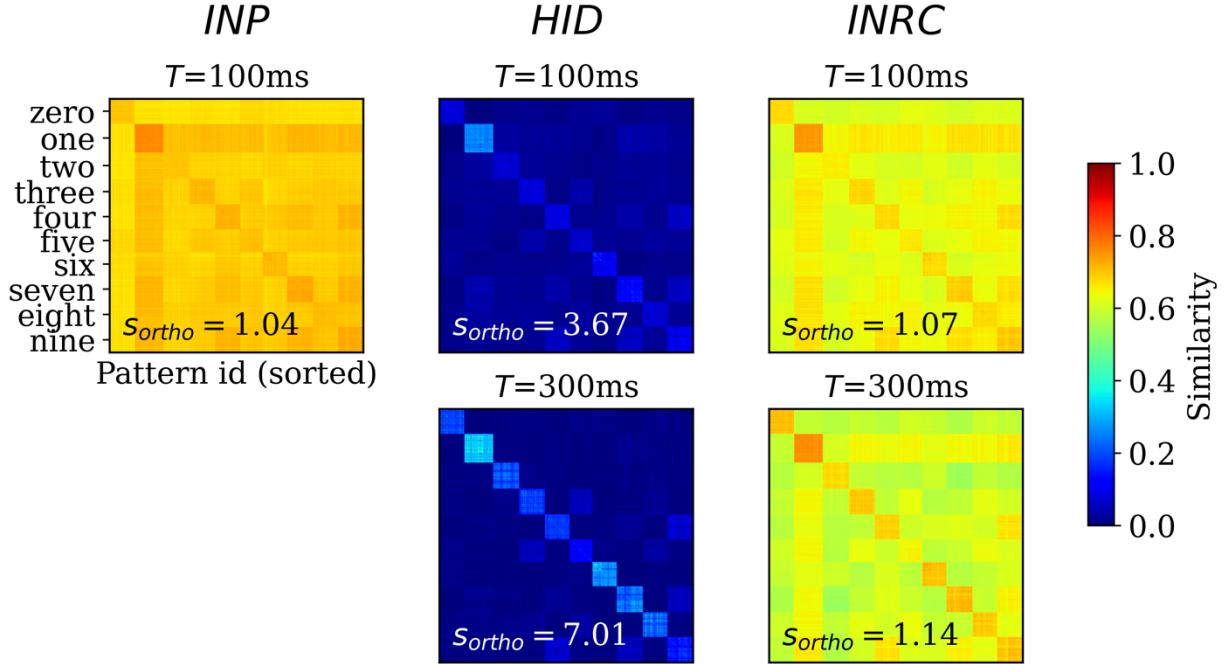 INP
HID
INRC
T=100ms
T=100ms
T=100ms
zero
one
two
three
four
five
six
seven
eight
nine
s_ortho = 1.04
s_ortho = 3.67
s_ortho = 1.07
Pattern id (sorted)
T=300ms
T=300ms
s_ortho = 7.01
s_ortho = 1.14
1.0
0.8
0.6
0.4
0.2
0.0
Similarity